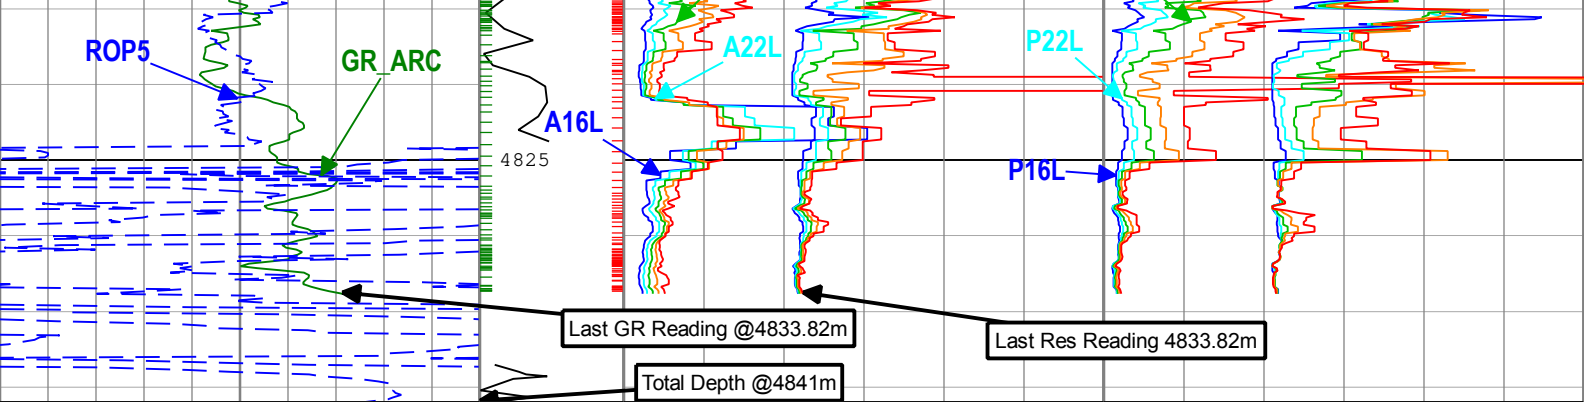 ROP5
GR_ARC
A22L
P22L
A16L
4825
P16L
Last GR Reading @4833.82m
Last Res Reading 4833.82m
Total Depth @4841m